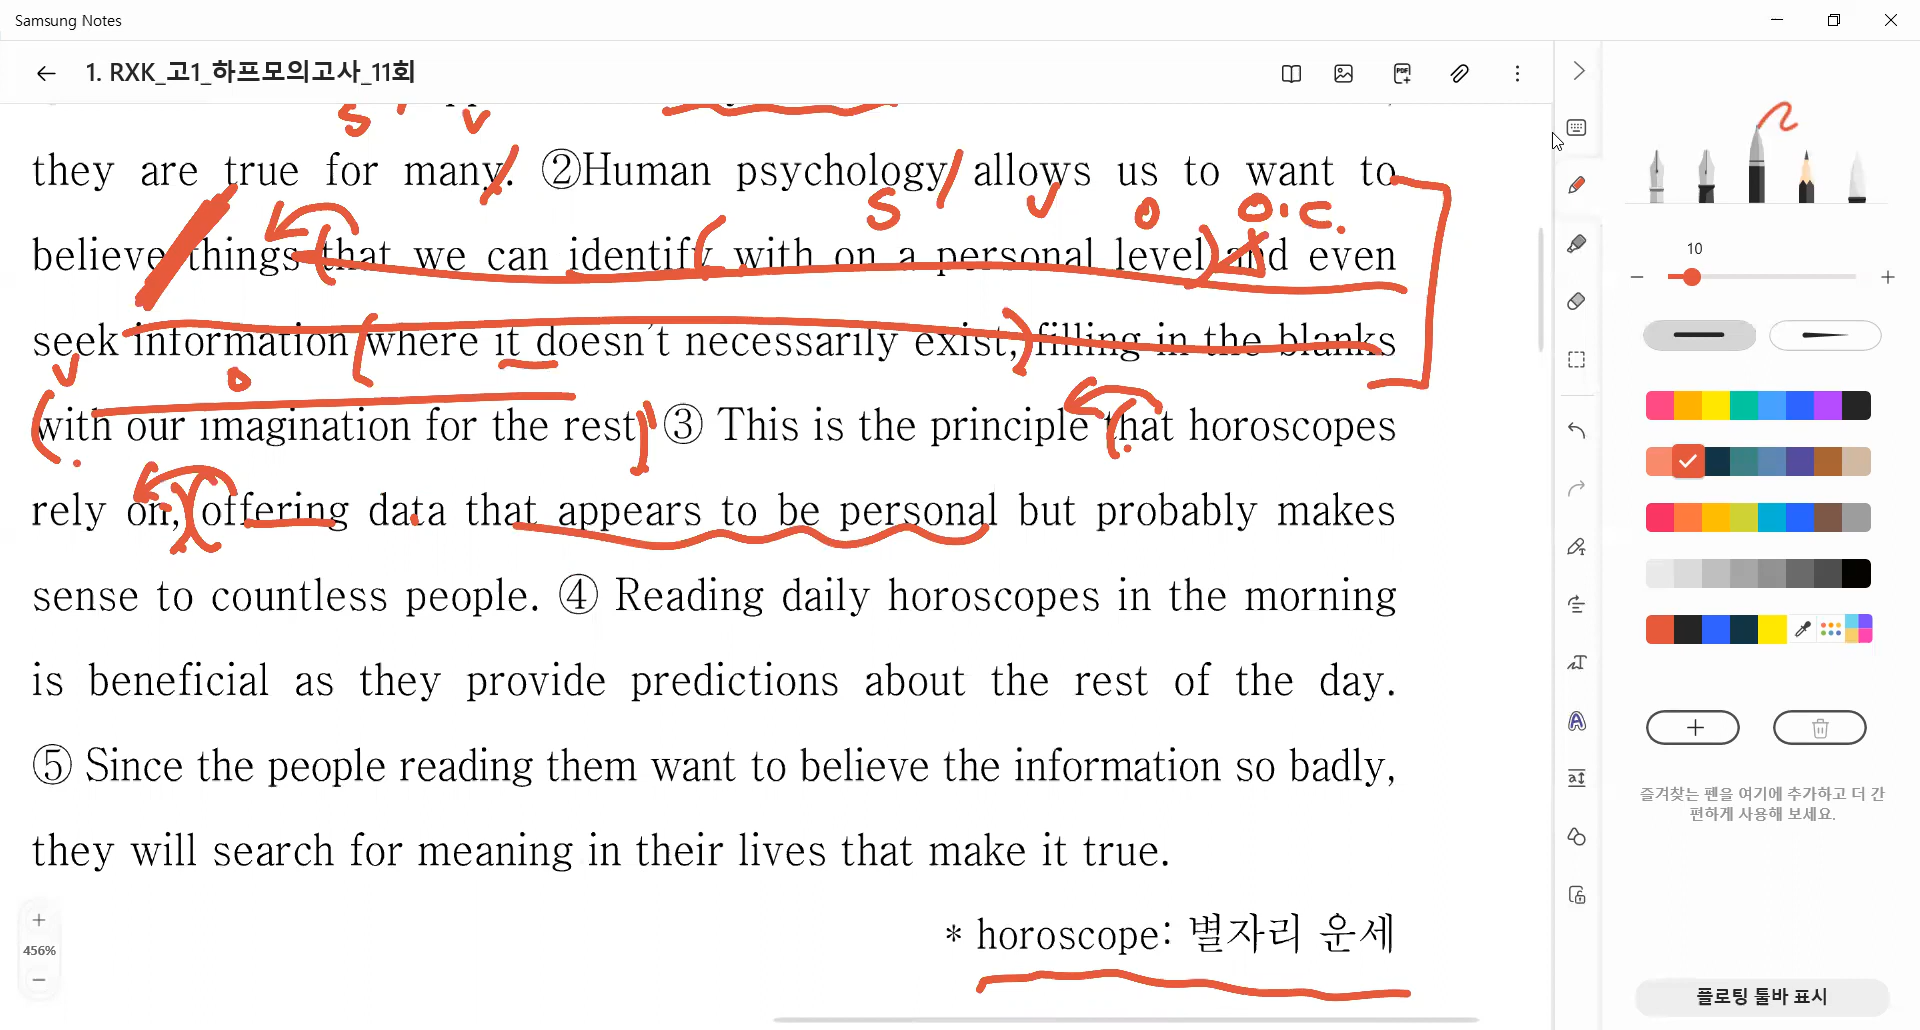 Samsung Notes
1. RXK_고1_하프모의고사_11회
s v
they are true for many. ②Human psychology allows us to want to
s v o o.c.
believe things that we can identify with on a personal level and even
seek information where it doesn't necessarily exist, filling in the blanks
v o
with our imagination for the rest. ③ This is the principle that horoscopes
rely on, offering data that appears to be personal but probably makes
sense to countless people. ④ Reading daily horoscopes in the morning
is beneficial as they provide predictions about the rest of the day.
⑤ Since the people reading them want to believe the information so badly,
they will search for meaning in their lives that make it true.
* horoscope: 별자리 운세
456%
10
즐겨찾는 펜을 여기에 추가하고 더 간
편하게 사용해 보세요.
플로팅 툴바 표시